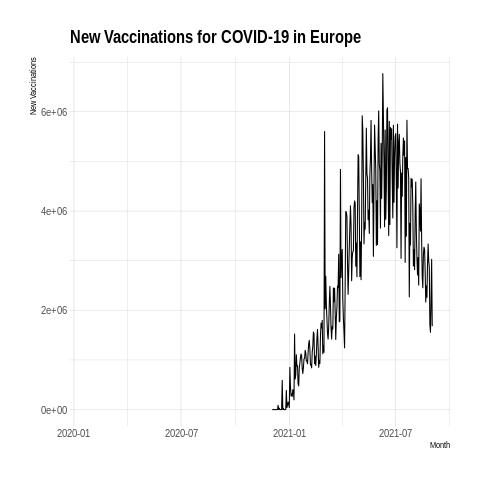 New Vaccinations for COVID-19 in Europe
New Vaccinations
6e+06
4e+06
2e+06
0e+00
2020-01 2020-07 2021-01 2021-07
Month